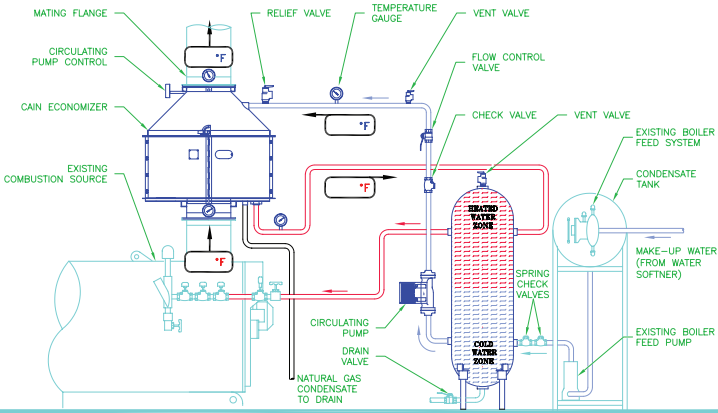 MATING FLANGE
RELIEF VALVE
TEMPERATURE
GAUGE
VENT VALVE
°F
CIRCULATING
PUMP CONTROL
FLOW CONTROL
VALVE
CAIN ECONOMIZER
°F
CHECK VALVE
VENT VALVE
EXISTING BOILER
FEED SYSTEM
EXISTING
COMBUSTION SOURCE
°F
CONDENSATE
TANK
HEATED
WATER
ZONE
°F
MAKE-UP WATER
(FROM WATER
SOFTNER)
SPRING
CHECK
VALVES
CIRCULATING
PUMP
EXISTING BOILER
FEED PUMP
DRAIN
VALVE
COLD
WATER
ZONE
NATURAL GAS
CONDENSATE
TO DRAIN